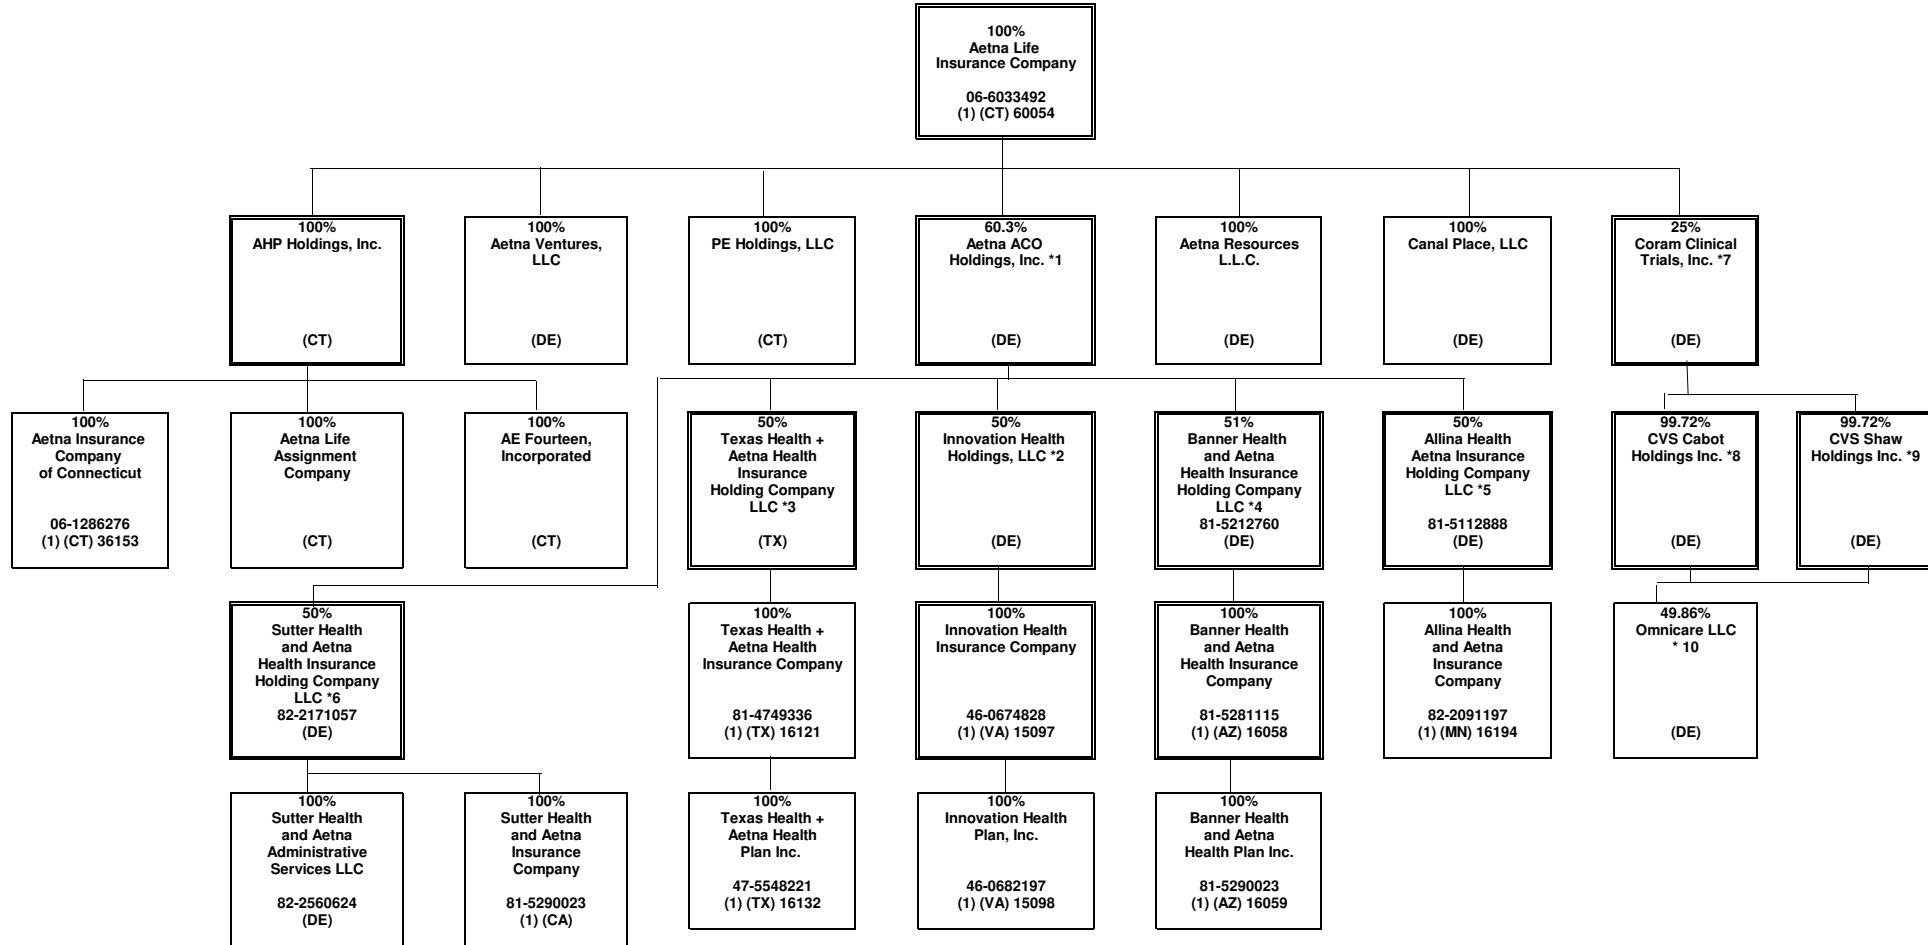 100%
Aetna Life
Insurance Company
06-6033492
(1) (CT) 60054
100%
AHP Holdings, Inc.
(CT)
100%
Aetna Ventures,
LLC
(DE)
100%
PE Holdings, LLC
(CT)
60.3%
Aetna ACO
Holdings, Inc. *1
(DE)
100%
Aetna Resources
L.L.C.
(DE)
100%
Canal Place, LLC
(DE)
25%
Coram Clinical
Trials, Inc. *7
(DE)
100%
Aetna Insurance
Company
of Connecticut
06-1286276
(1) (CT) 36153
100%
Aetna Life
Assignment
Company
(CT)
100%
AE Fourteen,
Incorporated
(CT)
50%
Texas Health +
Aetna Health
Insurance
Holding Company
LLC *3
(TX)
50%
Innovation Health
Holdings, LLC *2
(DE)
51%
Banner Health
and Aetna
Health Insurance
Holding Company
LLC *4
81-5212760
(DE)
50%
Allina Health
Aetna Insurance
Holding Company
LLC *5
81-5112888
(DE)
99.72%
CVS Cabot
Holdings Inc. *8
(DE)
99.72%
CVS Shaw
Holdings Inc. *9
(DE)
50%
Sutter Health
and Aetna
Health Insurance
Holding Company
LLC *6
82-2171057
(DE)
100%
Texas Health +
Aetna Health
Insurance Company
81-4749336
(1) (TX) 16121
100%
Innovation Health
Insurance Company
46-0674828
(1) (VA) 15097
100%
Banner Health
and Aetna
Health Insurance
Company
81-5281115
(1) (AZ) 16058
100%
Allina Health
and Aetna
Insurance
Company
82-2091197
(1) (MN) 16194
49.86%
Omnicare LLC
* 10
(DE)
100%
Sutter Health
and Aetna
Administrative
Services LLC
82-2560624
(DE)
100%
Sutter Health
and Aetna
Insurance
Company
81-5290023
(1) (CA)
100%
Texas Health +
Aetna Health
Plan Inc.
47-5548221
(1) (TX) 16132
100%
Innovation Health
Plan, Inc.
46-0682197
(1) (VA) 15098
100%
Banner Health
and Aetna
Health Plan Inc.
81-5290023
(1) (AZ) 16059